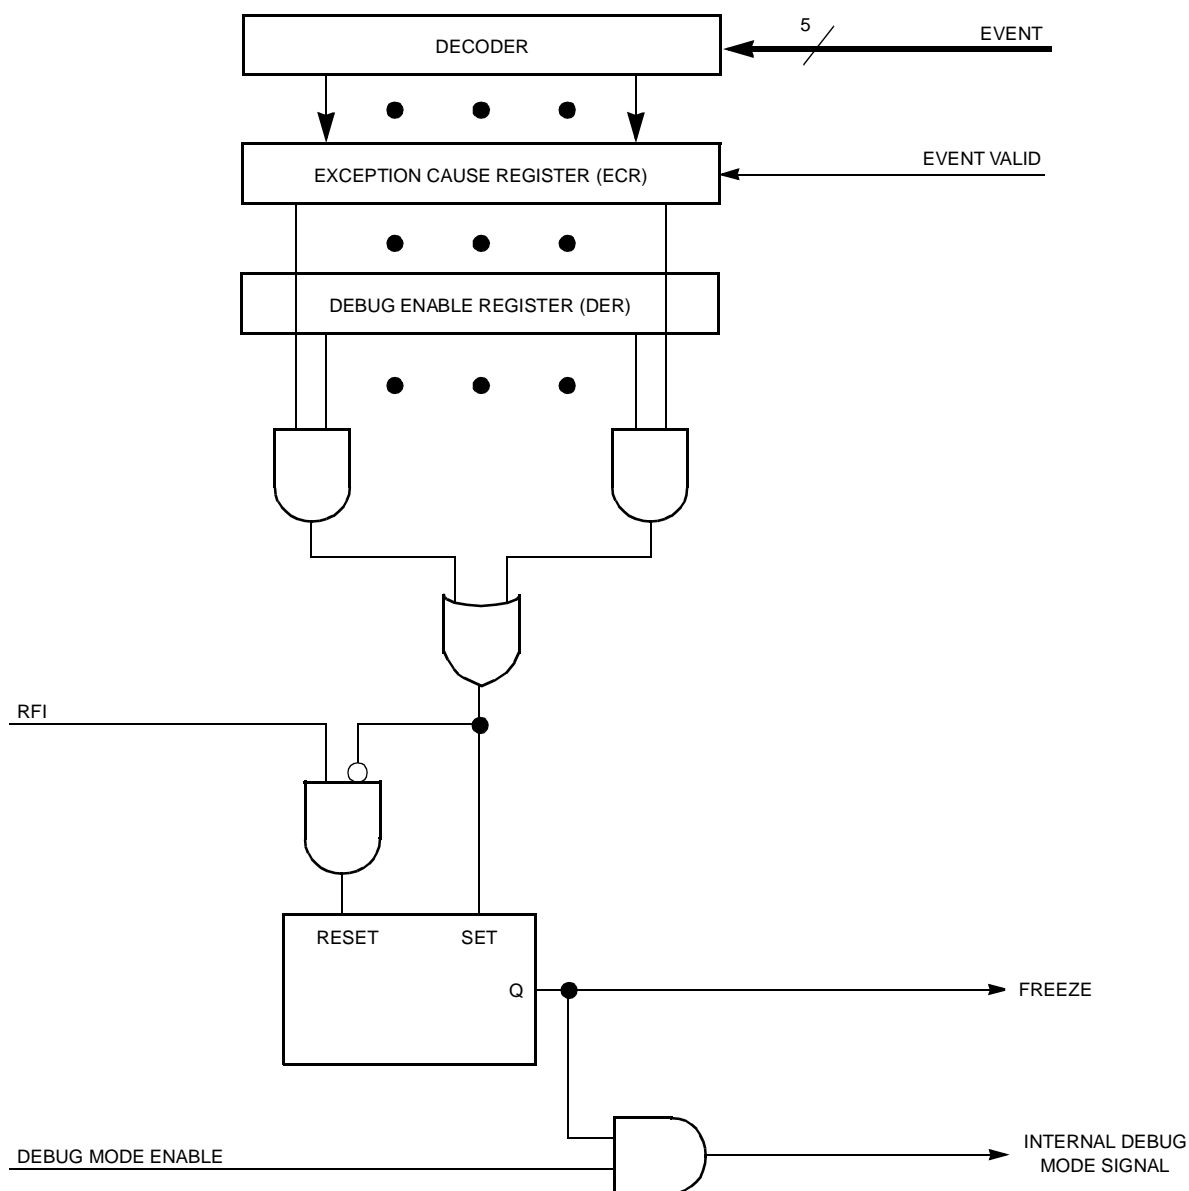 5
EVENT
DECODER
EVENT VALID
EXCEPTION CAUSE REGISTER (ECR)
DEBUG ENABLE REGISTER (DER)
RFI
RESET
SET
Q
FREEZE
DEBUG MODE ENABLE
INTERNAL DEBUG
MODE SIGNAL